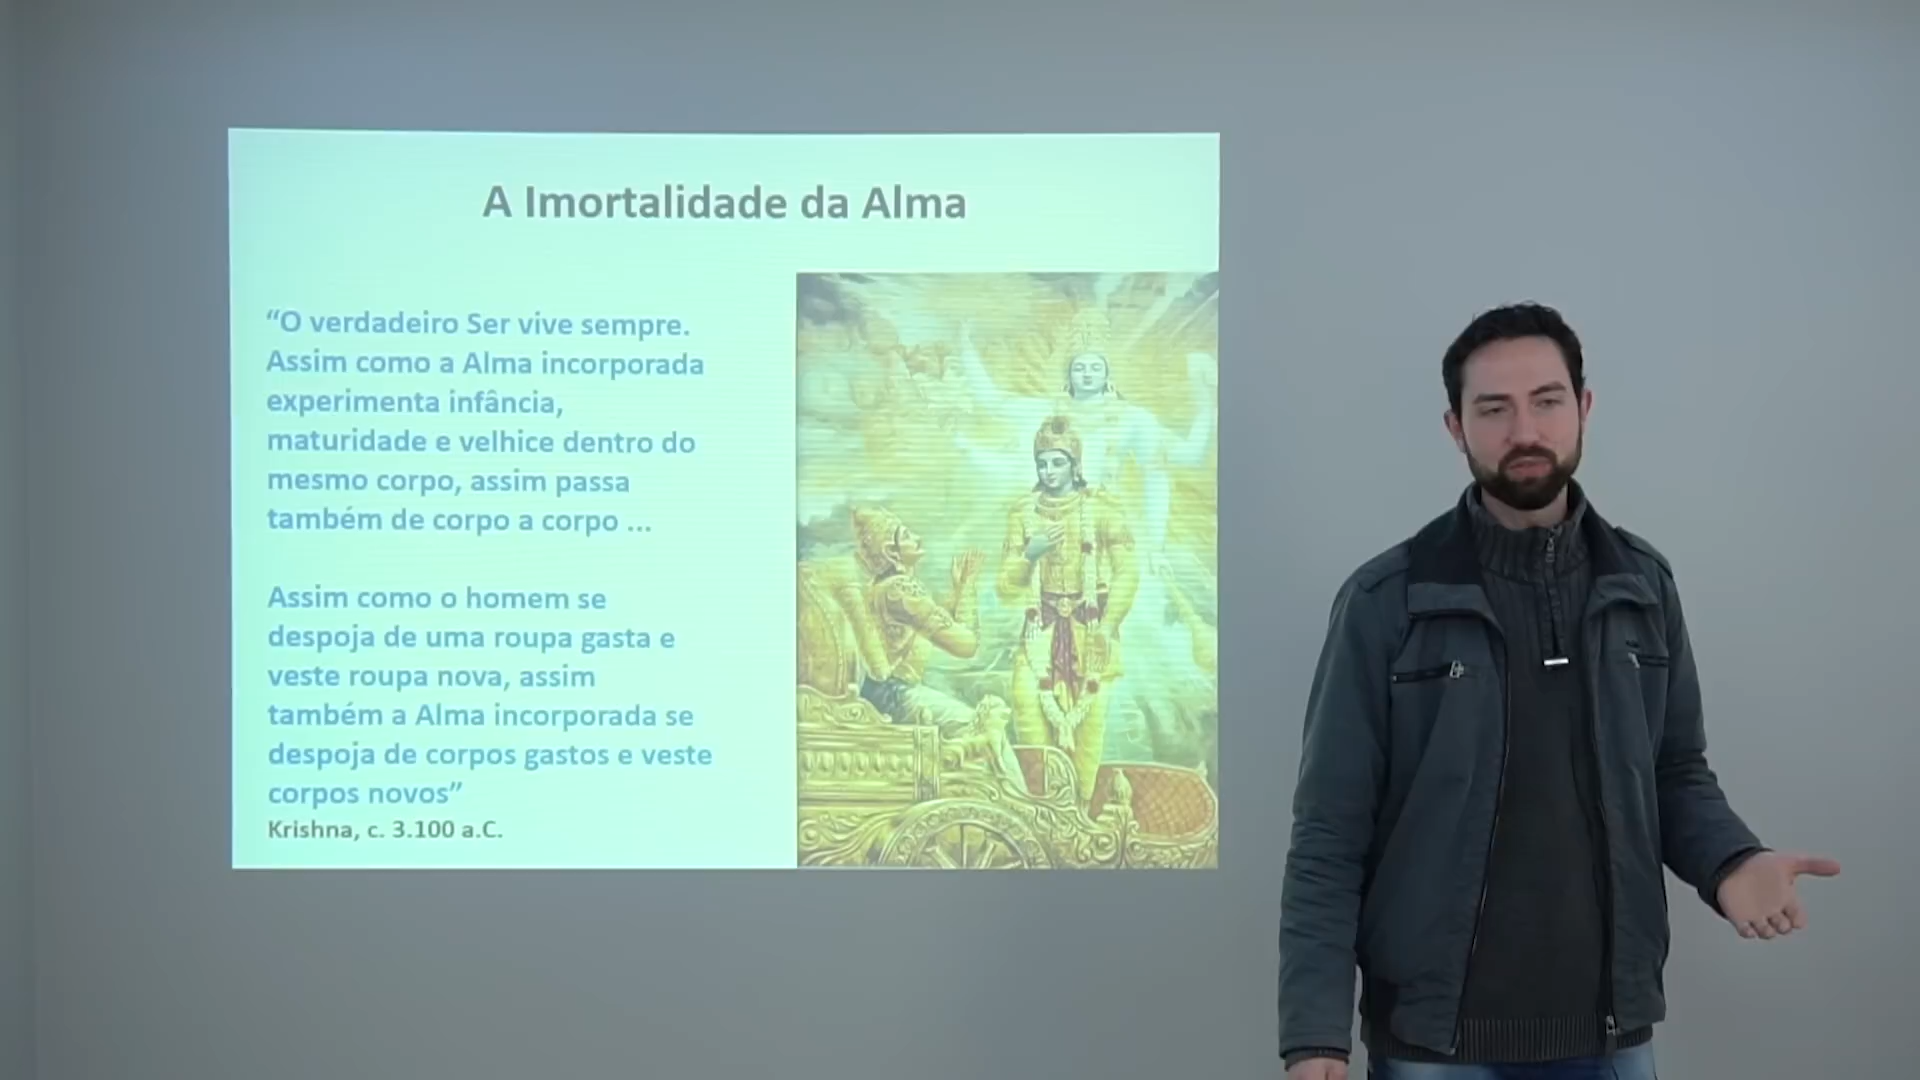 A Imortalidade da Alma
“O verdadeiro Ser vive sempre.
Assim como a Alma incorporada
experimenta infância,
maturidade e velhice dentro do
mesmo corpo, assim passa
também de corpo a corpo ...
Assim como o homem se
despoja de uma roupa gasta e
veste roupa nova, assim
também a Alma incorporada se
despoja de corpos gastos e veste
corpos novos”
Krishna, c. 3.100 a.C.